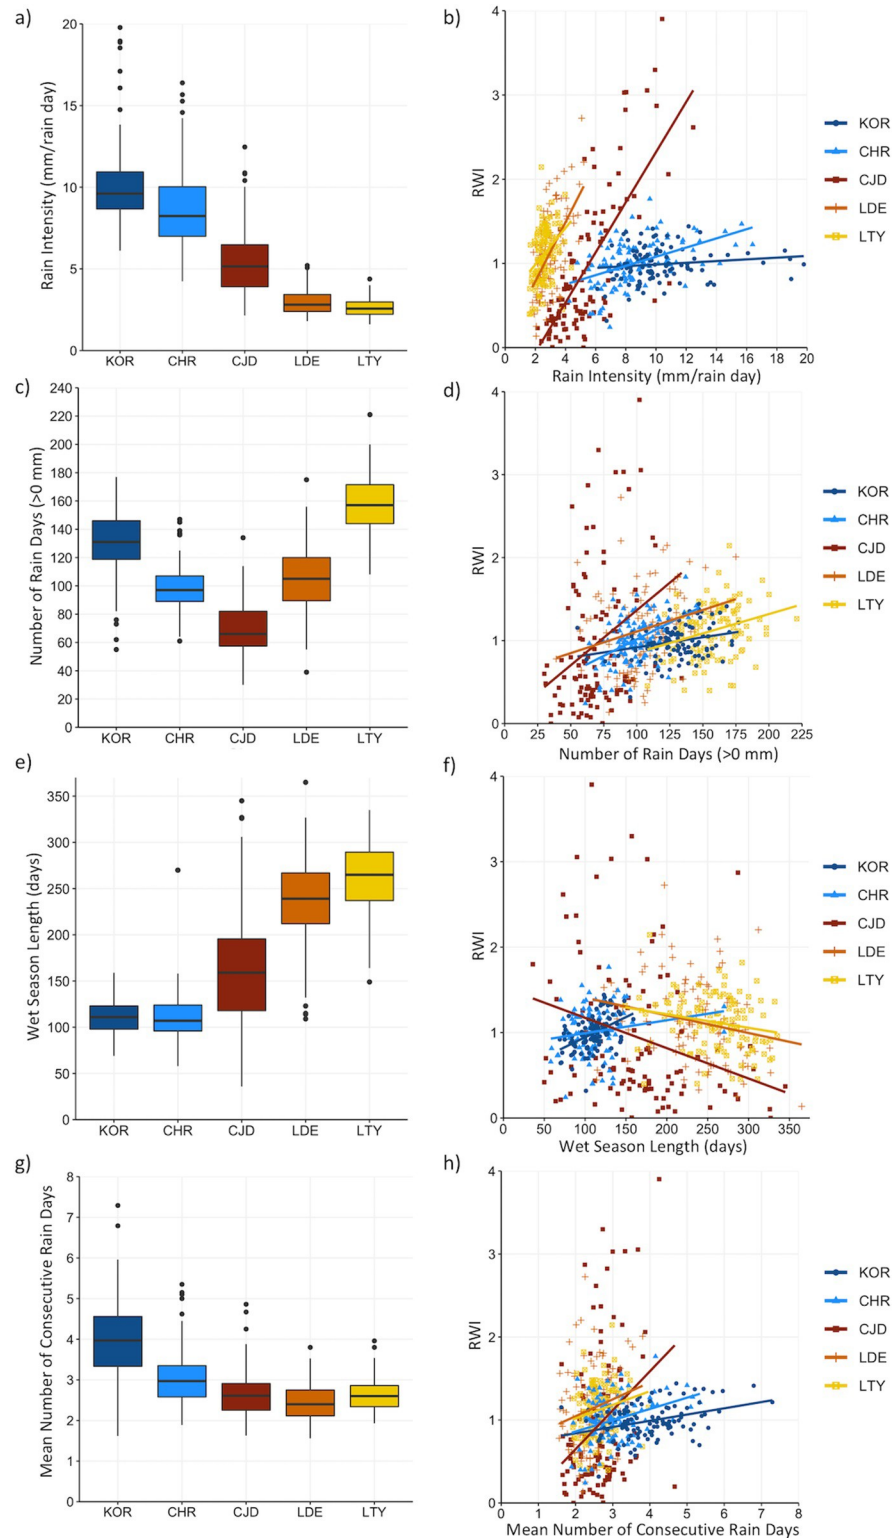 a)
Rain Intensity (mm/rain day)
20
15
10
5
0
KOR CHR CJD LDE LTY
b)
RWI
4
3
2
1
0
0 2 4 6 8 10 12 14 16 18 20
Rain Intensity (mm/rain day)
KOR
CHR
CJD
LDE
LTY
c)
Number of Rain Days (>0 mm)
240
220
200
180
160
140
120
100
80
60
40
20
0
KOR CHR CJD LDE LTY
d)
RWI
4
3
2
1
0
0 25 50 75 100 125 150 175 200 225
Number of Rain Days (>0 mm)
KOR
CHR
CJD
LDE
LTY
e)
Wet Season Length (days)
350
300
250
200
150
100
50
0
KOR CHR CJD LDE LTY
f)
RWI
4
3
2
1
0
0 50 100 150 200 250 300 350
Wet Season Length (days)
KOR
CHR
CJD
LDE
LTY
g)
Mean Number of Consecutive Rain Days
8
7
6
5
4
3
2
1
0
KOR CHR CJD LDE LTY
h)
RWI
4
3
2
1
0
0 1 2 3 4 5 6 7 8
Mean Number of Consecutive Rain Days
KOR
CHR
CJD
LDE
LTY